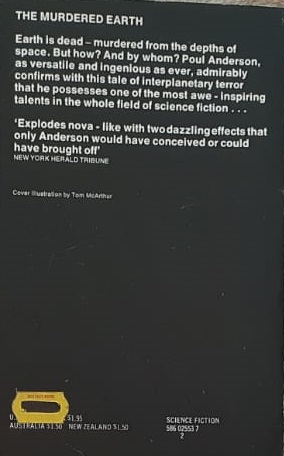 THE MURDERED EARTH
Earth is dead – murdered from the depths of
space. But how? And by whom? Poul Anderson,
as versatile and ingenious as ever, admirably
confirms with this tale of interplanetary terror
that he possesses one of the most awe - inspiring
talents in the whole field of science fiction . . .
‘Explodes nova - like with two dazzling effects that
only Anderson would have conceived or could
have brought off’
NEW YORK HERALD TRIBUNE
Cover illustration by Tom McArthur
$1.95
AUSTRALIA $1.50 NEW ZEALAND $1.50
SCIENCE FICTION
586 02553 7
2